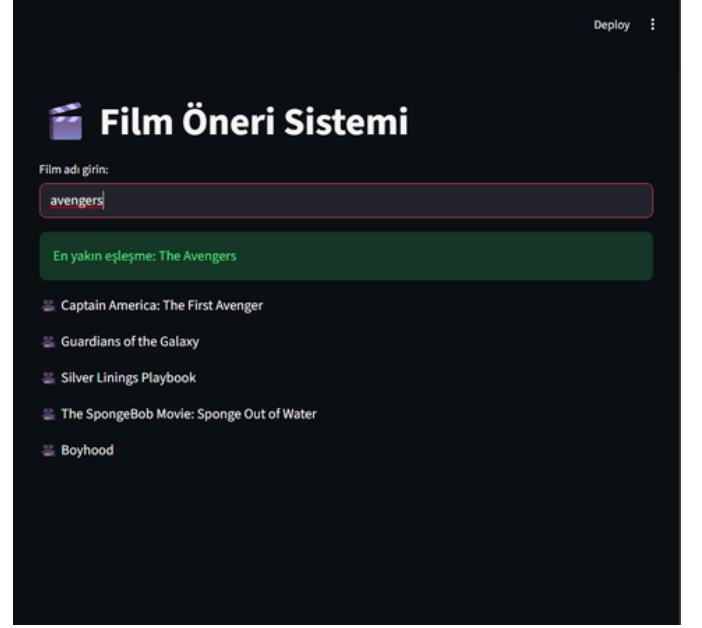 Deploy
Film Öneri Sistemi
Film adı girin:
avengers
En yakın eşleşme: The Avengers
Captain America: The First Avenger
Guardians of the Galaxy
Silver Linings Playbook
The SpongeBob Movie: Sponge Out of Water
Boyhood